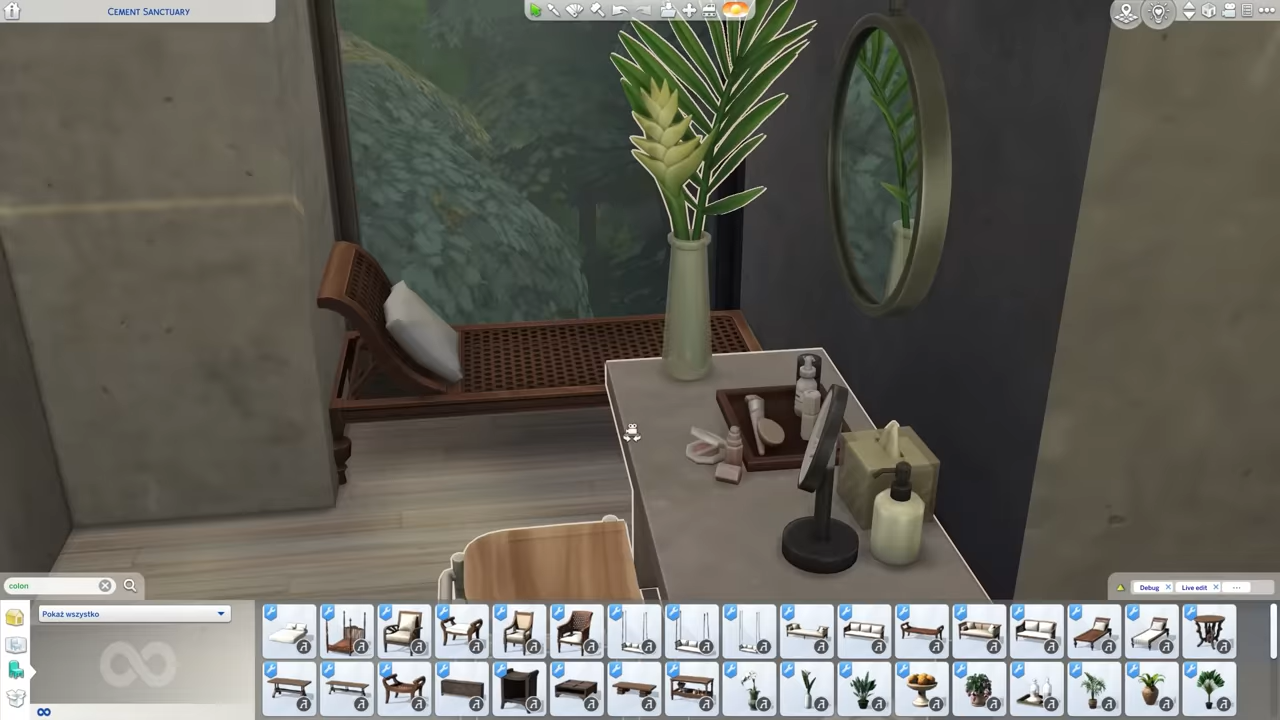 CEMENT SANCTUARY
colon
Debug
Live edit
Pokaż wszystko